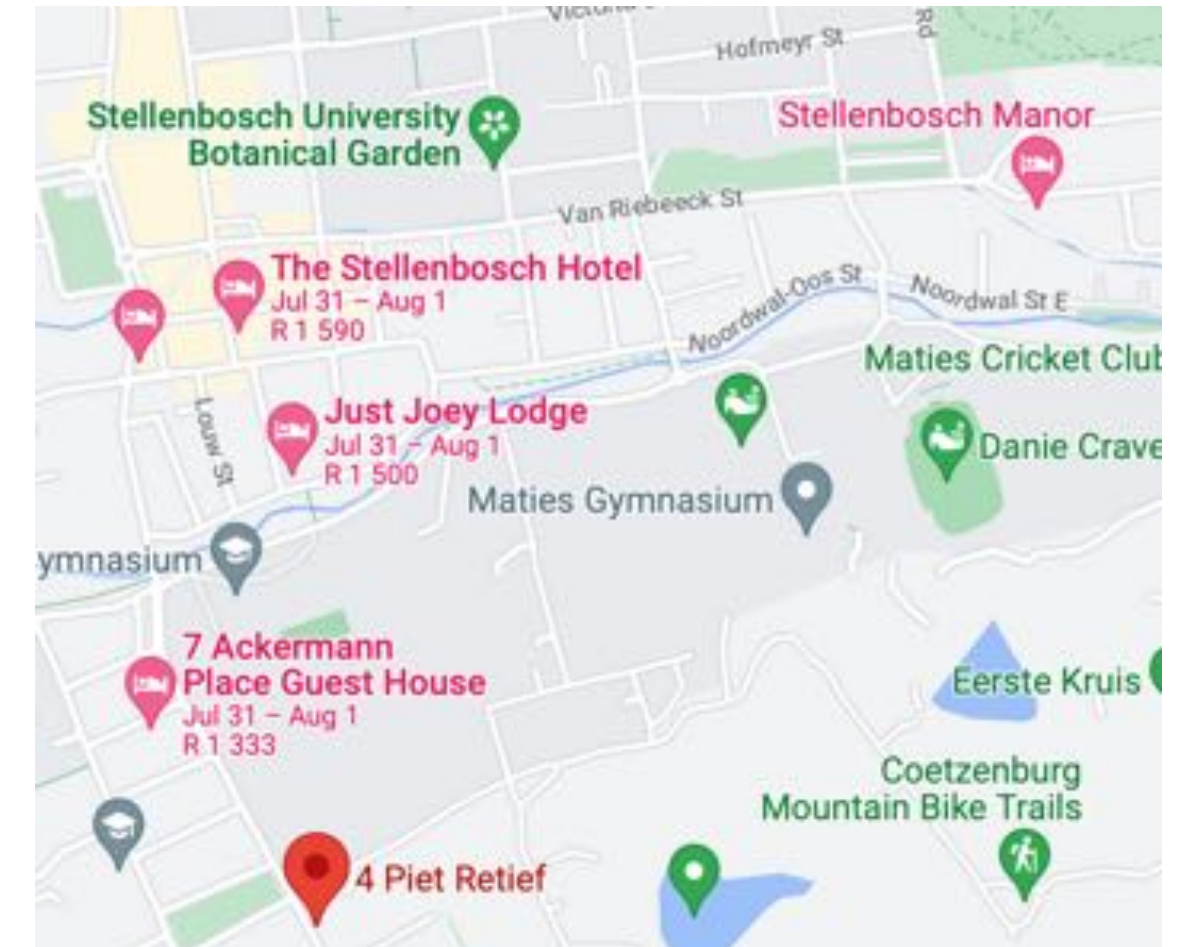 Hofmeyr St
Rd
Stellenbosch University
Botanical Garden
Stellenbosch Manor
Van Riebeeck St
The Stellenbosch Hotel
Jul 31 – Aug 1
R 1 590
Noordwal-Oos St
Noordwal St E
Maties Cricket Club
Louw St
Just Joey Lodge
Jul 31 – Aug 1
R 1 500
Danie Crave
Maties Gymnasium
ymnasium
7 Ackermann
Place Guest House
Jul 31 – Aug 1
R 1 333
Eerste Kruis
Coetzenburg
Mountain Bike Trails
4 Piet Retief